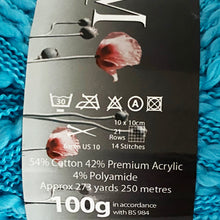 M
30
10 x 10cm
21
Rows
US 10
14 Stitches
54% Cotton 42% Premium Acrylic
4% Polyamide
Approx 273 yards 250 metres
100g in accordance
with BS 984